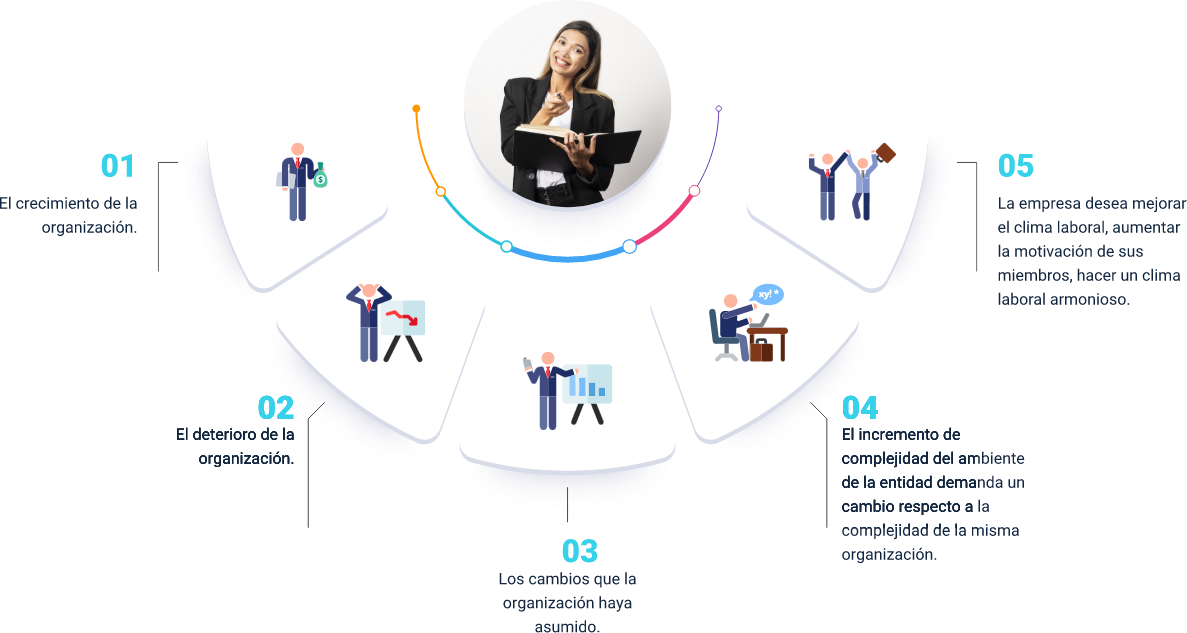 01
El crecimiento de la
organización.
02
El deterioro de la
organización.
03
Los cambios que la
organización haya
asumido.
xy! *
04
El incremento de
complejidad del ambiente
de la entidad demanda un
cambio respecto a la
complejidad de la misma
organización.
05
La empresa desea mejorar
el clima laboral, aumentar
la motivación de sus
miembros, hacer un clima
laboral armonioso.
$